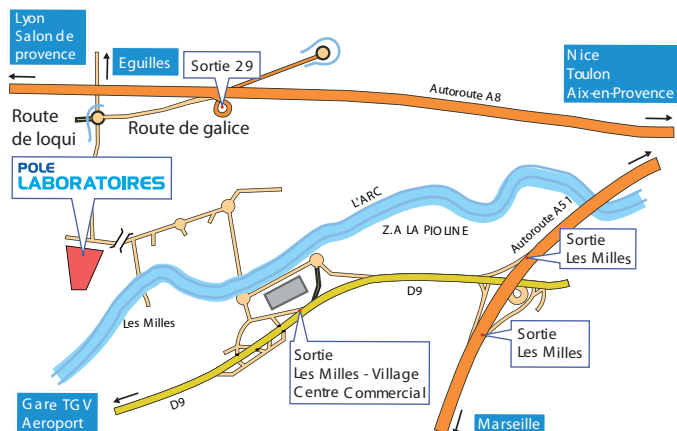 Lyon
Salon de
provence
Eguilles
Sortie 29
Nice
Toulon
Aix-en-Provence
Autoroute A8
Route
de loqui
Route de galice
POLE
LABORATOIRES
L'ARC
Z.A LA PIOLINE
Autoroute A51
Sortie
Les Milles
D9
Les Milles
Sortie
Les Milles
Sortie
Les Milles - Village
Centre Commercial
D9
Gare TGV
Aeroport
Marseille